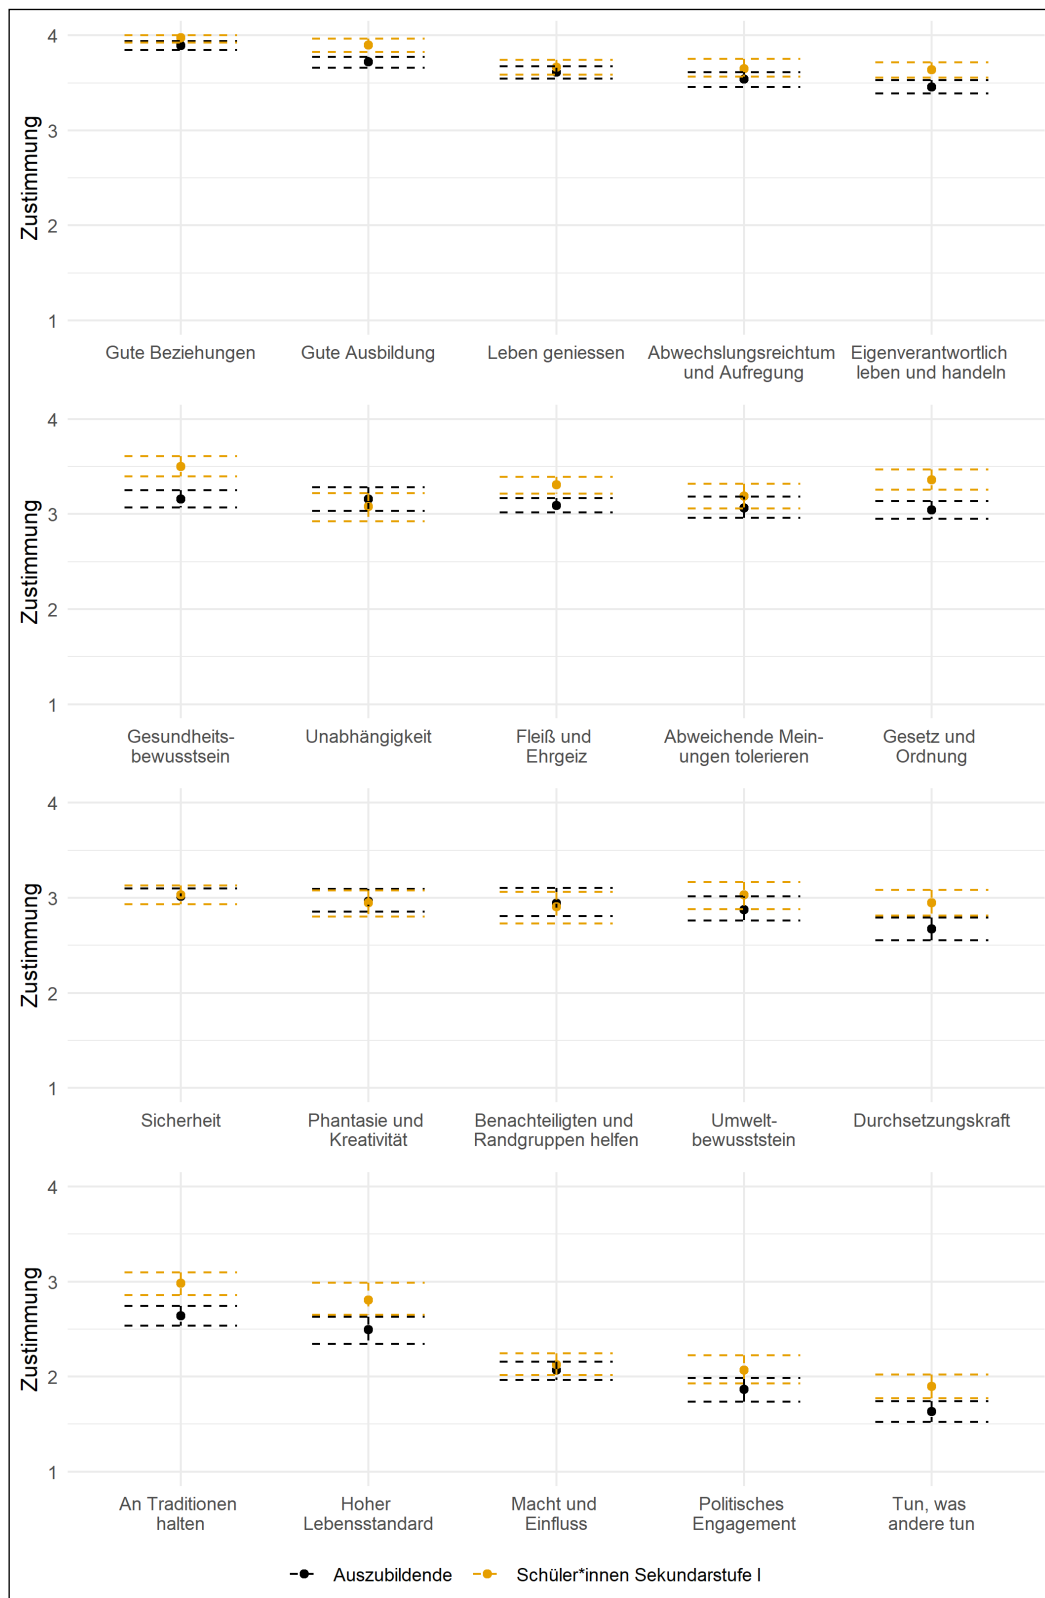 4
3
2
1
Zustimmung
Gute Beziehungen
Gute Ausbildung
Leben geniessen
Abwechslungsreichtum
und Aufregung
Eigenverantwortlich
leben und handeln
4
3
2
1
Zustimmung
Gesundheits-
bewusstsein
Unabhängigkeit
Fleiß und
Ehrgeiz
Abweichende Mein-
ungen tolerieren
Gesetz und
Ordnung
4
3
2
1
Zustimmung
Sicherheit
Phantasie und
Kreativität
Benachteiligten und
Randgruppen helfen
Umwelt-
bewusststein
Durchsetzungskraft
4
3
2
1
Zustimmung
An Traditionen
halten
Hoher
Lebensstandard
Macht und
Einfluss
Politisches
Engagement
Tun, was
andere tun
Auszubildende
Schüler*innen Sekundarstufe I